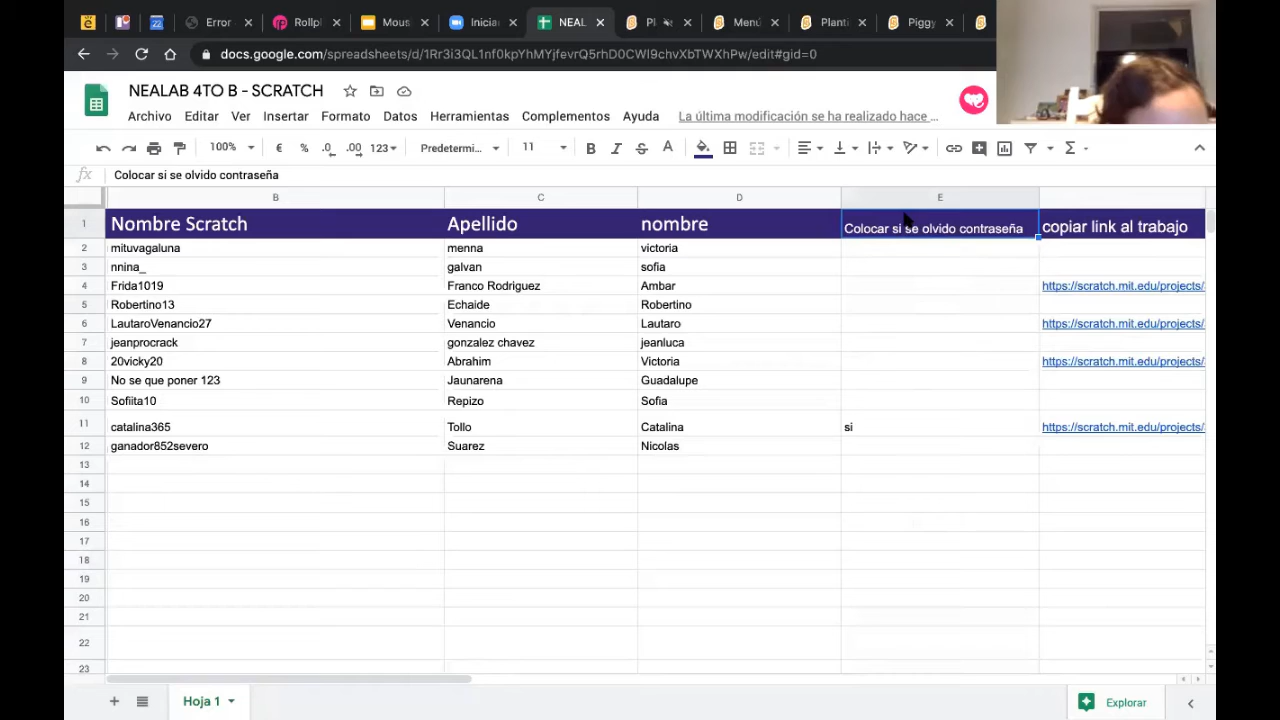 Error
Rollpl
Mous
Inicia
NEAL
Pl
Menú
Planti
Piggy
docs.google.com/spreadsheets/d/1Rr3i3QL1nf0kpYhMYjfevrQ5rhD0CWl9chvXbTWXhPw/edit#gid=0
NEALAB 4TO B - SCRATCH
Archivo Editar Ver Insertar Formato Datos Herramientas Complementos Ayuda La última modificación se ha realizado hace ...
100% € % .0 .00 123 Predetermi... 11 B I S A Σ
fx Colocar si se olvido contraseña
B C D E
1 Nombre Scratch Apellido nombre Colocar si se olvido contraseña copiar link al trabajo
2 mituvagaluna menna victoria
3 nnina_ galvan sofia
4 Frida1019 Franco Rodriguez Ambar https://scratch.mit.edu/projects/
5 Robertino13 Echaide Robertino
6 LautaroVenancio27 Venancio Lautaro https://scratch.mit.edu/projects/
7 jeanprocrack gonzalez chavez jeanluca
8 20vicky20 Abrahim Victoria https://scratch.mit.edu/projects/
9 No se que poner 123 Jaunarena Guadalupe
10 Sofiita10 Repizo Sofia
11 catalina365 Tollo Catalina si https://scratch.mit.edu/projects/
12 ganador852severo Suarez Nicolas
13
14
15
16
17
18
19
20
21
22
23
Hoja 1
Explorar